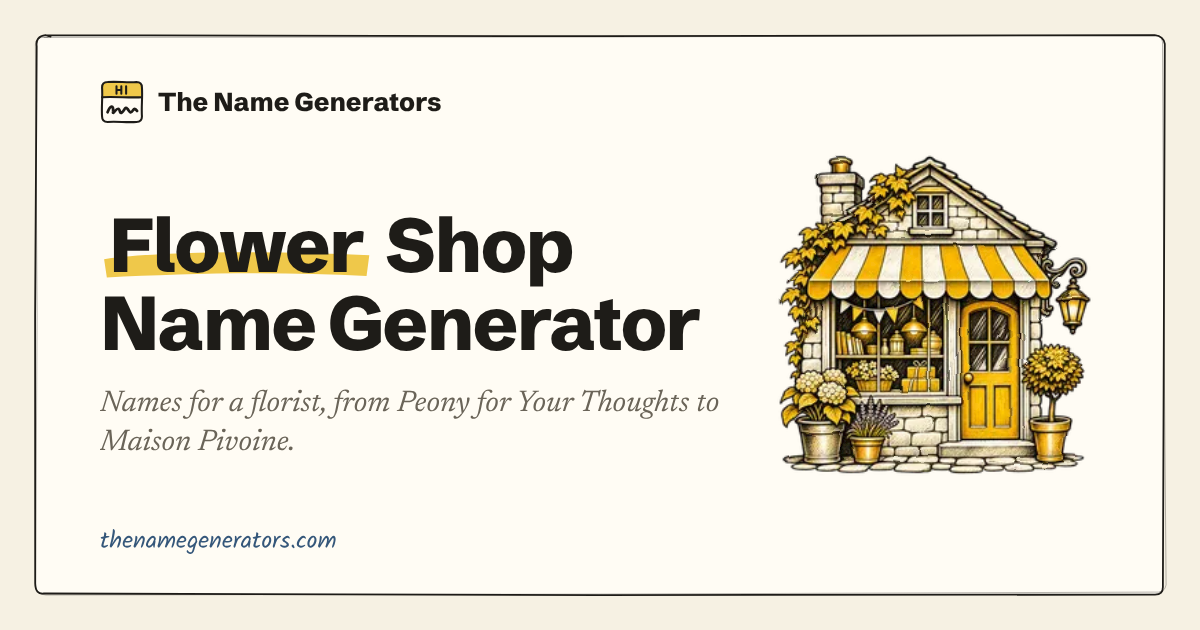 HI
The Name Generators
Flower Shop
Name Generator
Names for a florist, from Peony for Your Thoughts to
Maison Pivoine.
thenamegenerators.com